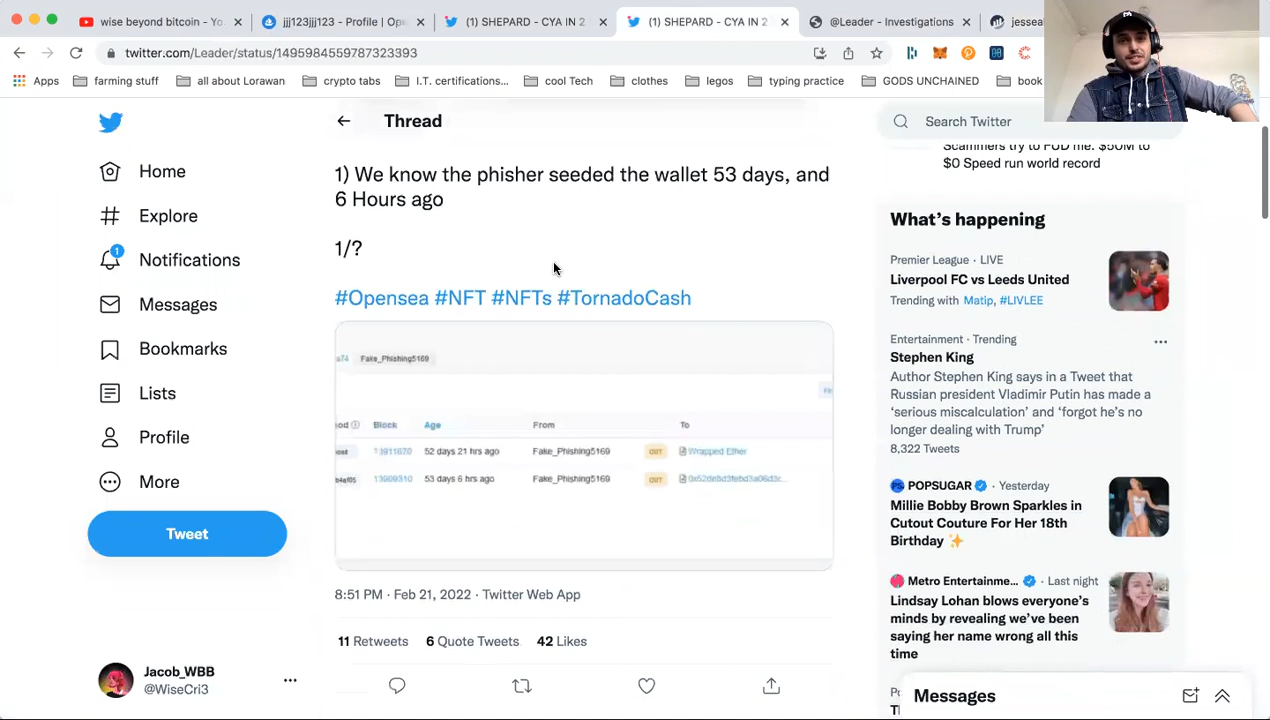 wise beyond bitcoin - Yo
jjj123jjj123 - Profile | Op
(1) SHEPARD - CYA IN 2
(1) SHEPARD - CYA IN 2
@Leader - Investigations
jessea
twitter.com/Leader/status/1495984559787323393
Apps
farming stuff
all about Lorawan
crypto tabs
I.T. certifications...
cool Tech
clothes
legos
typing practice
GODS UNCHAINED
book
Home
Explore
1
Notifications
Messages
Bookmarks
Lists
Profile
More
Tweet
Jacob_WBB
@WiseCri3
Thread
1) We know the phisher seeded the wallet 53 days, and
6 Hours ago
1/?
#Opensea #NFT #NFTs #TornadoCash
a74 Fake_Phishing5169
Block Age From To
13911670 52 days 21 hrs ago Fake_Phishing5169 OUT Wrapped Ether
13909310 53 days 6 hrs ago Fake_Phishing5169 OUT
8:51 PM · Feb 21, 2022 · Twitter Web App
11 Retweets 6 Quote Tweets 42 Likes
Search Twitter
Scammers try to FUD me. $50M to
$0 Speed run world record
What's happening
Premier League · LIVE
Liverpool FC vs Leeds United
Trending with Matip, #LIVLEE
Entertainment · Trending
Stephen King
Author Stephen King says in a Tweet that
Russian president Vladimir Putin has made a
‘serious miscalculation’ and ‘forgot he’s no
longer dealing with Trump’
8,322 Tweets
POPSUGAR · Yesterday
Millie Bobby Brown Sparkles in
Cutout Couture For Her 18th
Birthday ✨
Metro Entertainme... · Last night
Lindsay Lohan blows everyone’s
minds by revealing we’ve been
saying her name wrong all this
time
Messages